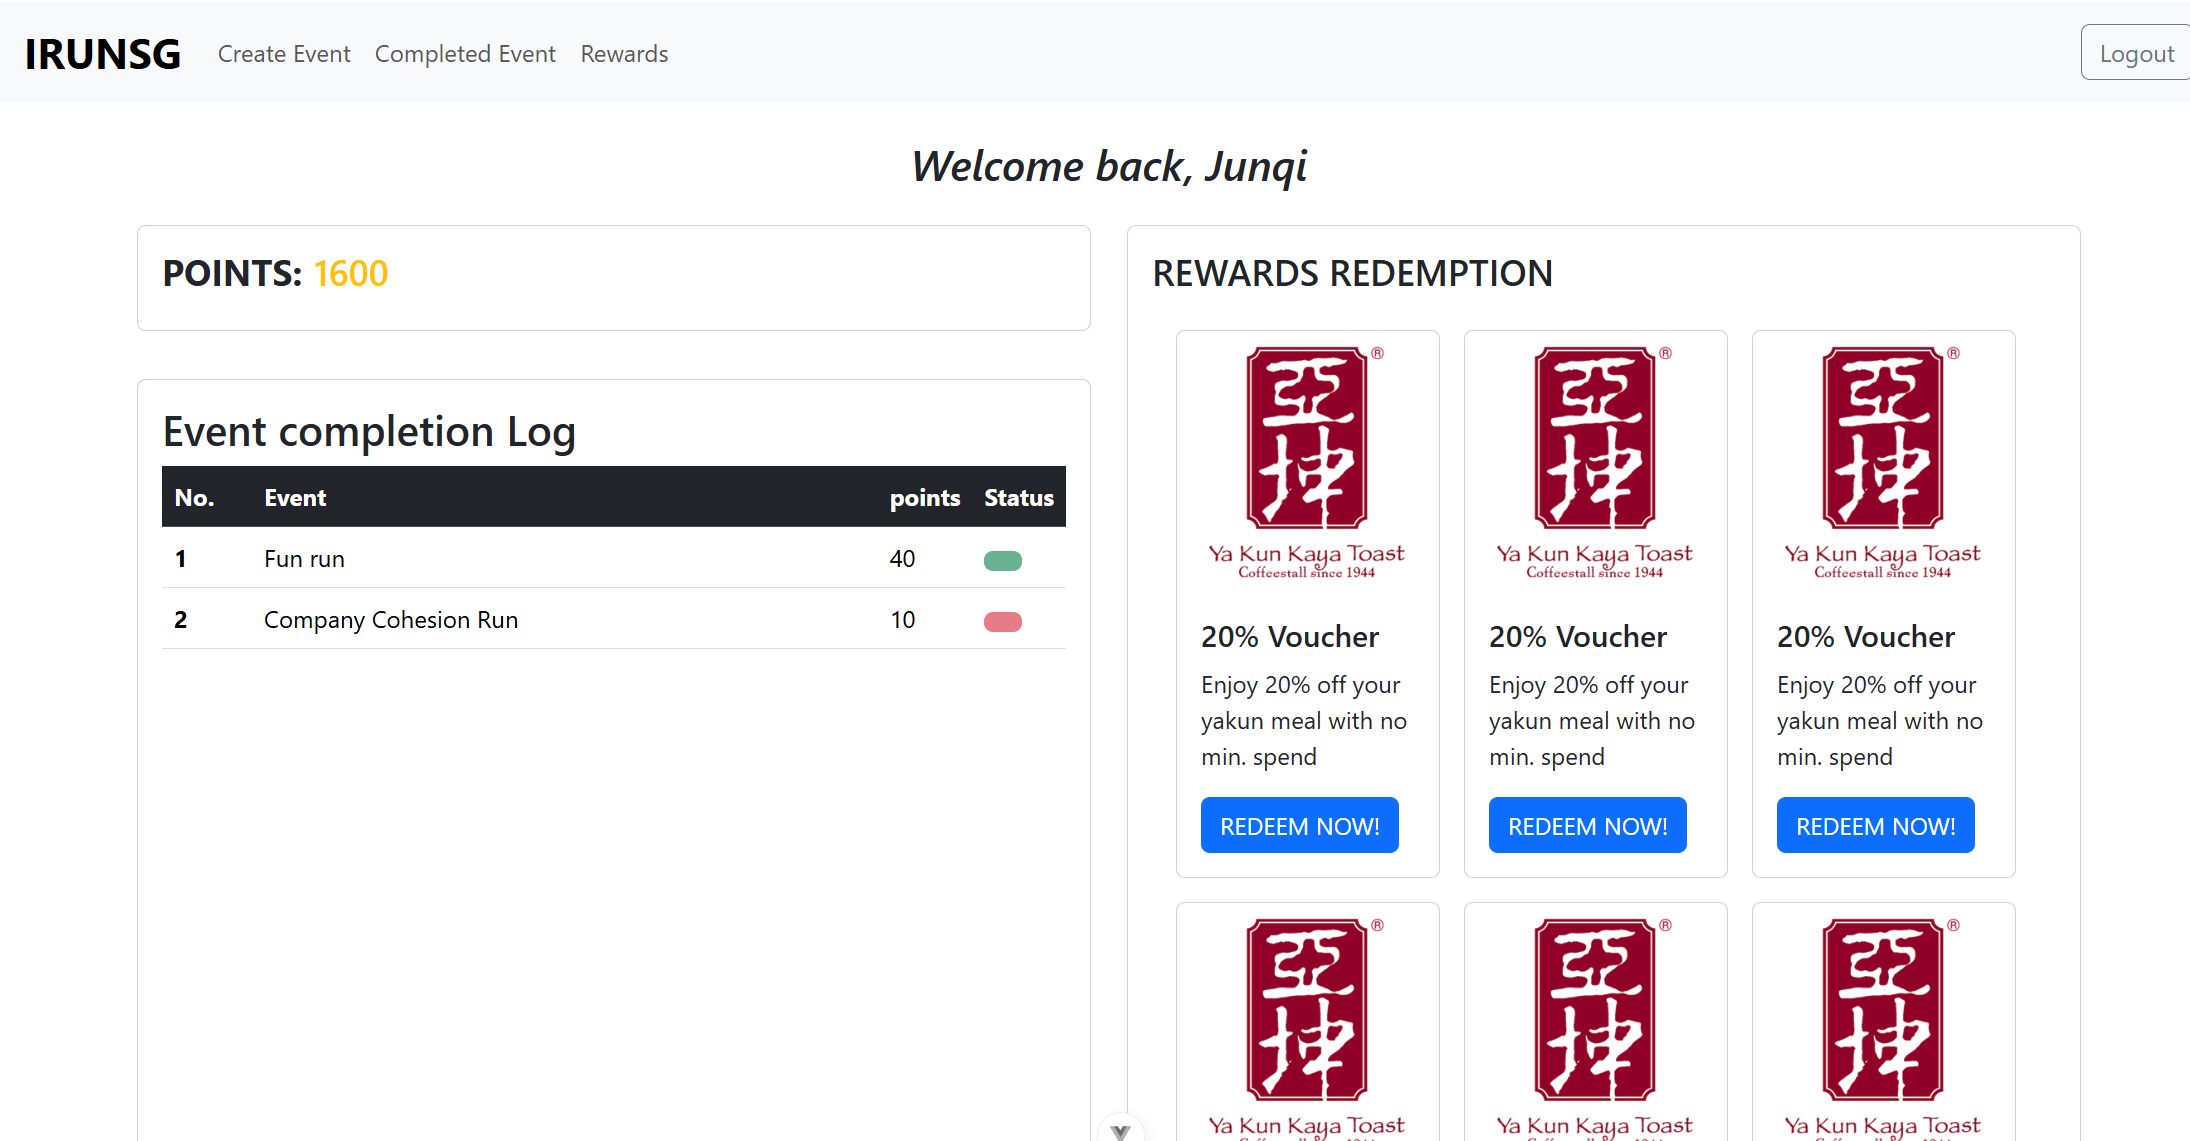 IRUNSG Create Event Completed Event Rewards Logout
Welcome back, Junqi
POINTS: 1600
Event completion Log
No. Event points Status
1 Fun run 40
2 Company Cohesion Run 10
REWARDS REDEMPTION
亞坤® 亞坤® 亞坤®
Ya Kun Kaya Toast Ya Kun Kaya Toast Ya Kun Kaya Toast
Coffeestall since 1944 Coffeestall since 1944 Coffeestall since 1944
20% Voucher 20% Voucher 20% Voucher
Enjoy 20% off your Enjoy 20% off your Enjoy 20% off your
yakun meal with no yakun meal with no yakun meal with no
min. spend min. spend min. spend
REDEEM NOW! REDEEM NOW! REDEEM NOW!
亞坤® 亞坤® 亞坤®
Ya Kun Kaya Toast Ya Kun Kaya Toast Ya Kun Kaya Toast